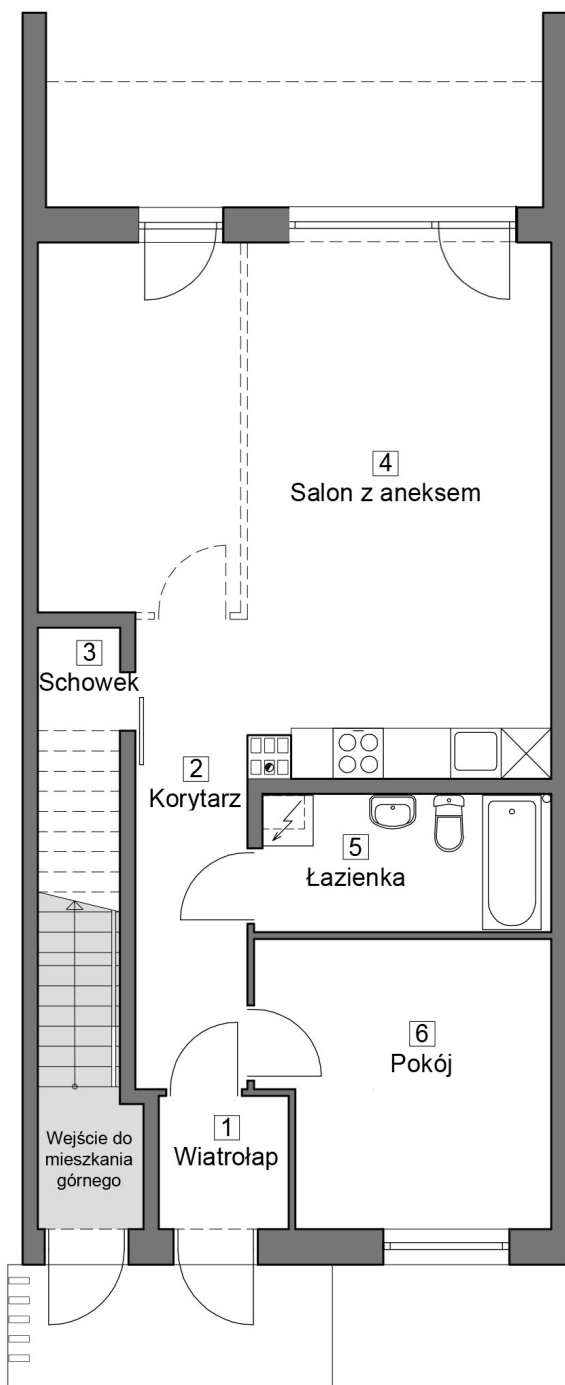 4
Salon z aneksem
3
Schowek
2
Korytarz
5
Łazienka
6
Pokój
1
Wiatrołap
Wejście do
mieszkania
górnego